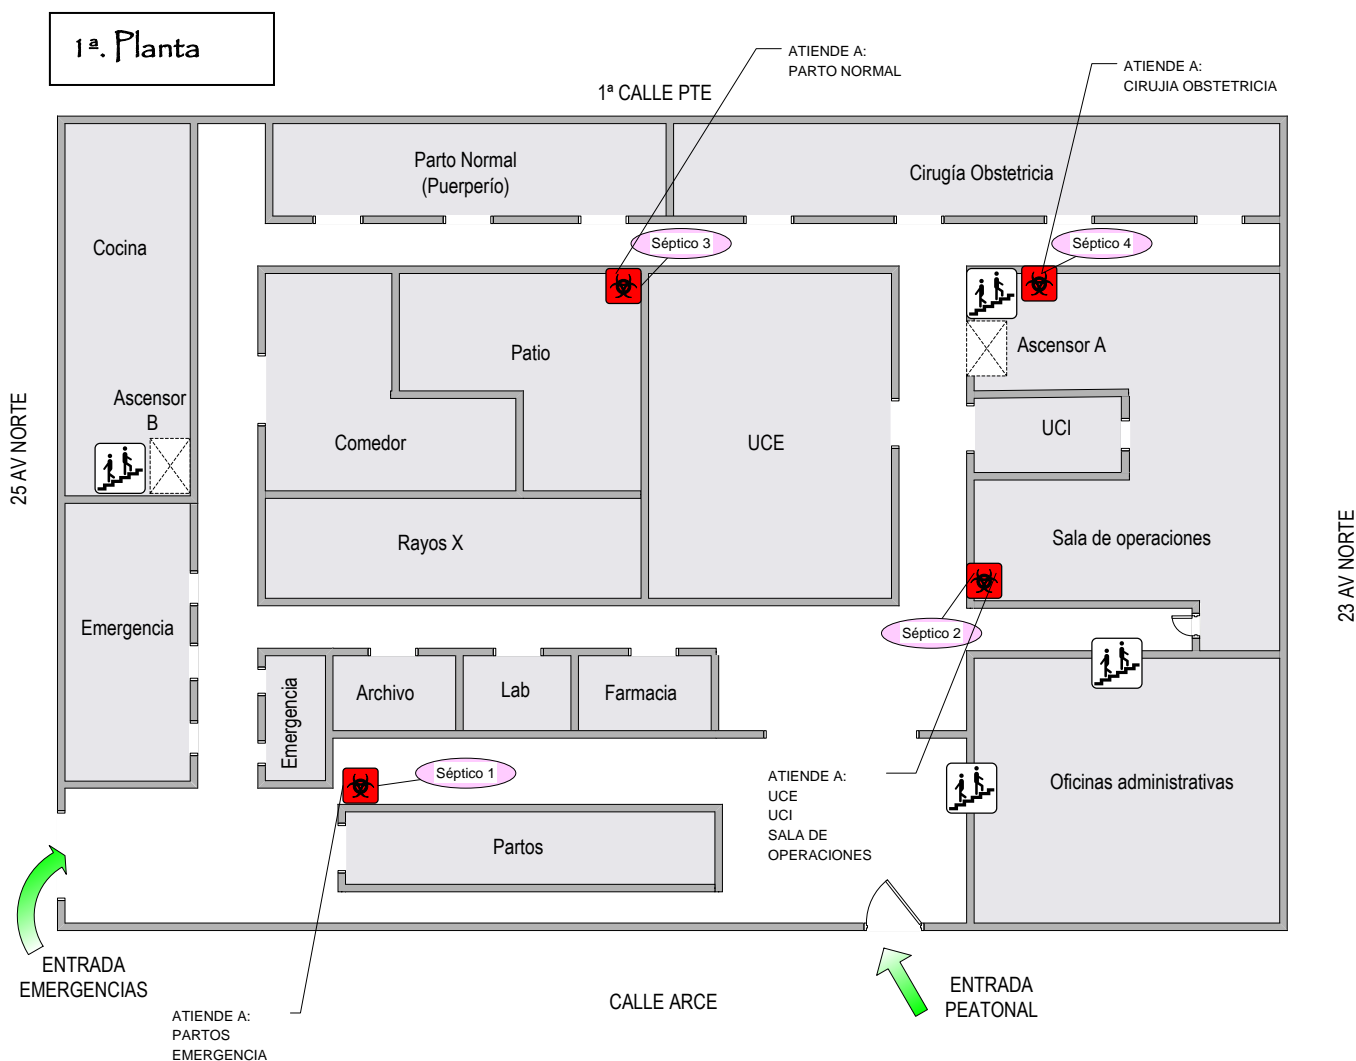 1ª. Planta
ATIENDE A:
PARTO NORMAL
ATIENDE A:
CIRUJIA OBSTETRICIA
1ª CALLE PTE
Parto Normal
(Puerperío)
Cirugía Obstetricia
Cocina
Séptico 3
Séptico 4
Patio
Ascensor A
Ascensor
B
25 AV NORTE
Comedor
UCE
UCI
Rayos X
Sala de operaciones
23 AV NORTE
Emergencia
Séptico 2
Emergencia
Archivo
Lab
Farmacia
Séptico 1
ATIENDE A:
UCE
UCI
SALA DE
OPERACIONES
Oficinas administrativas
Partos
ENTRADA
EMERGENCIAS
CALLE ARCE
ENTRADA
PEATONAL
ATIENDE A:
PARTOS
EMERGENCIA